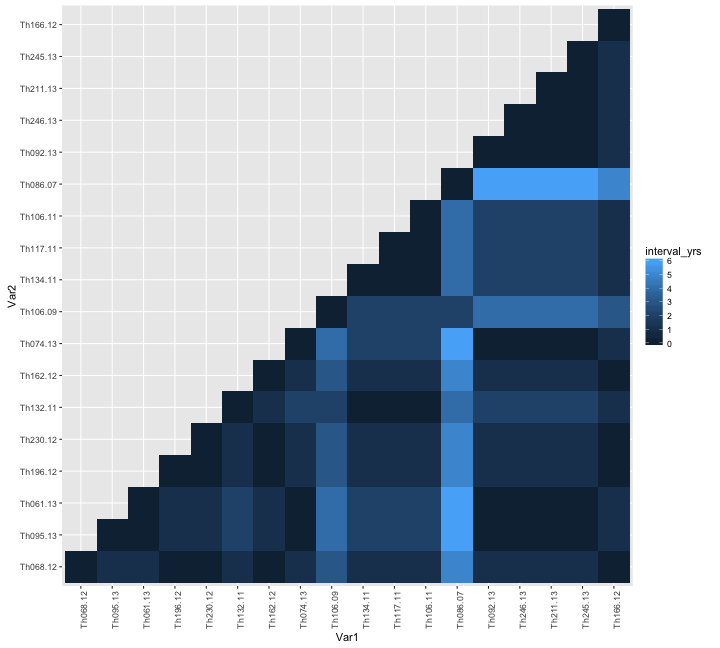 Th166.12
Th245.13
Th211.13
Th246.13
Th092.13
Th086.07
Th106.11
Th117.11
Th134.11
Th106.09
Th074.13
Th162.12
Th132.11
Th230.12
Th196.12
Th061.13
Th095.13
Th068.12
Var2
Th068.12
Th095.13
Th061.13
Th196.12
Th230.12
Th132.11
Th162.12
Th074.13
Th106.09
Th134.11
Th117.11
Th106.11
Th086.07
Th092.13
Th246.13
Th211.13
Th245.13
Th166.12
Var1
interval_yrs
6
5
4
3
2
1
0